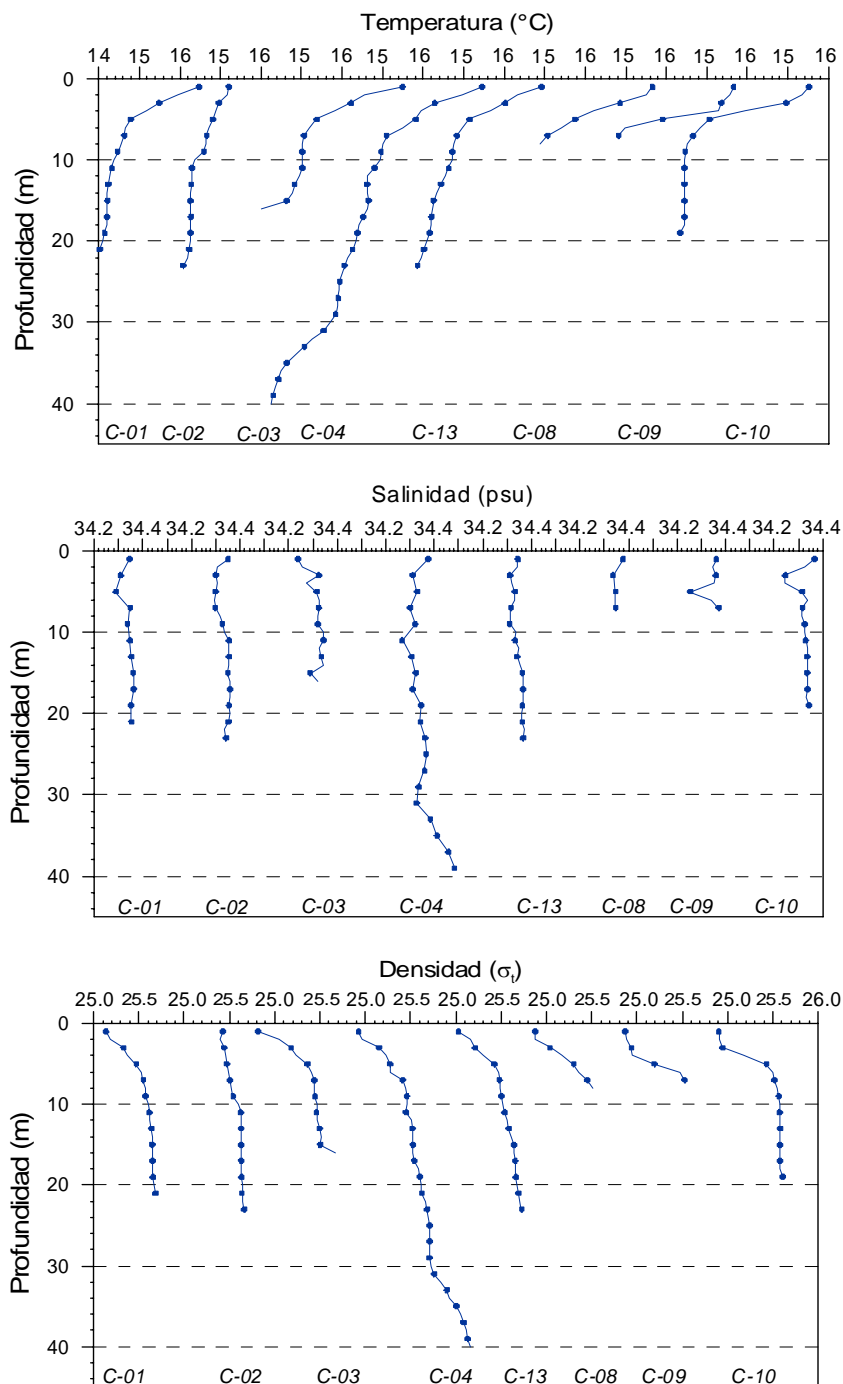 Temperatura (°C)
14 15 16 15 16 15 16 15 16 15 16 15 16 15 16 15 16 15 16
0
10
20
30
40
Profundidad (m)
C-01 C-02 C-03 C-04 C-13 C-08 C-09 C-10
Salinidad (psu)
34.2 34.4 34.2 34.4 34.2 34.4 34.2 34.4 34.2 34.4 34.2 34.4 34.2 34.4 34.2 34.4
0
10
20
30
40
Profundidad (m)
C-01 C-02 C-03 C-04 C-13 C-08 C-09 C-10
Densidad (σt)
25.0 25.5 25.0 25.5 25.0 25.5 25.0 25.5 25.0 25.5 25.0 25.5 25.0 25.5 25.0 25.5 26.0
0
10
20
30
40
Profundidad (m)
C-01 C-02 C-03 C-04 C-13 C-08 C-09 C-10